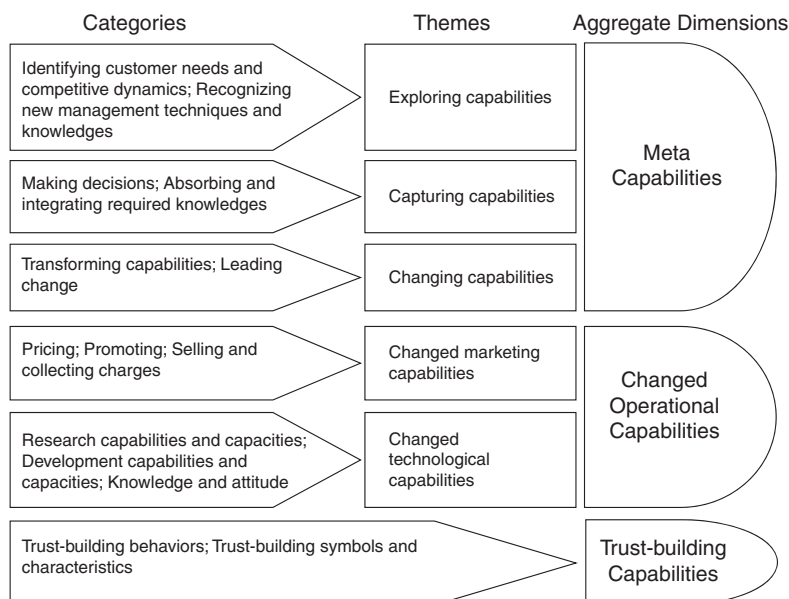 Categories
Themes
Aggregate Dimensions
Identifying customer needs and
competitive dynamics; Recognizing
new management techniques and
knowledges
Exploring capabilities
Meta
Capabilities
Making decisions; Absorbing and
integrating required knowledges
Capturing capabilities
Transforming capabilities; Leading
change
Changing capabilities
Pricing; Promoting; Selling and
collecting charges
Changed marketing
capabilities
Changed
Operational
Capabilities
Research capabilities and capacities;
Development capabilities and
capacities; Knowledge and attitude
Changed
technological
capabilities
Trust-building behaviors; Trust-building symbols and
characteristics
Trust-building
Capabilities